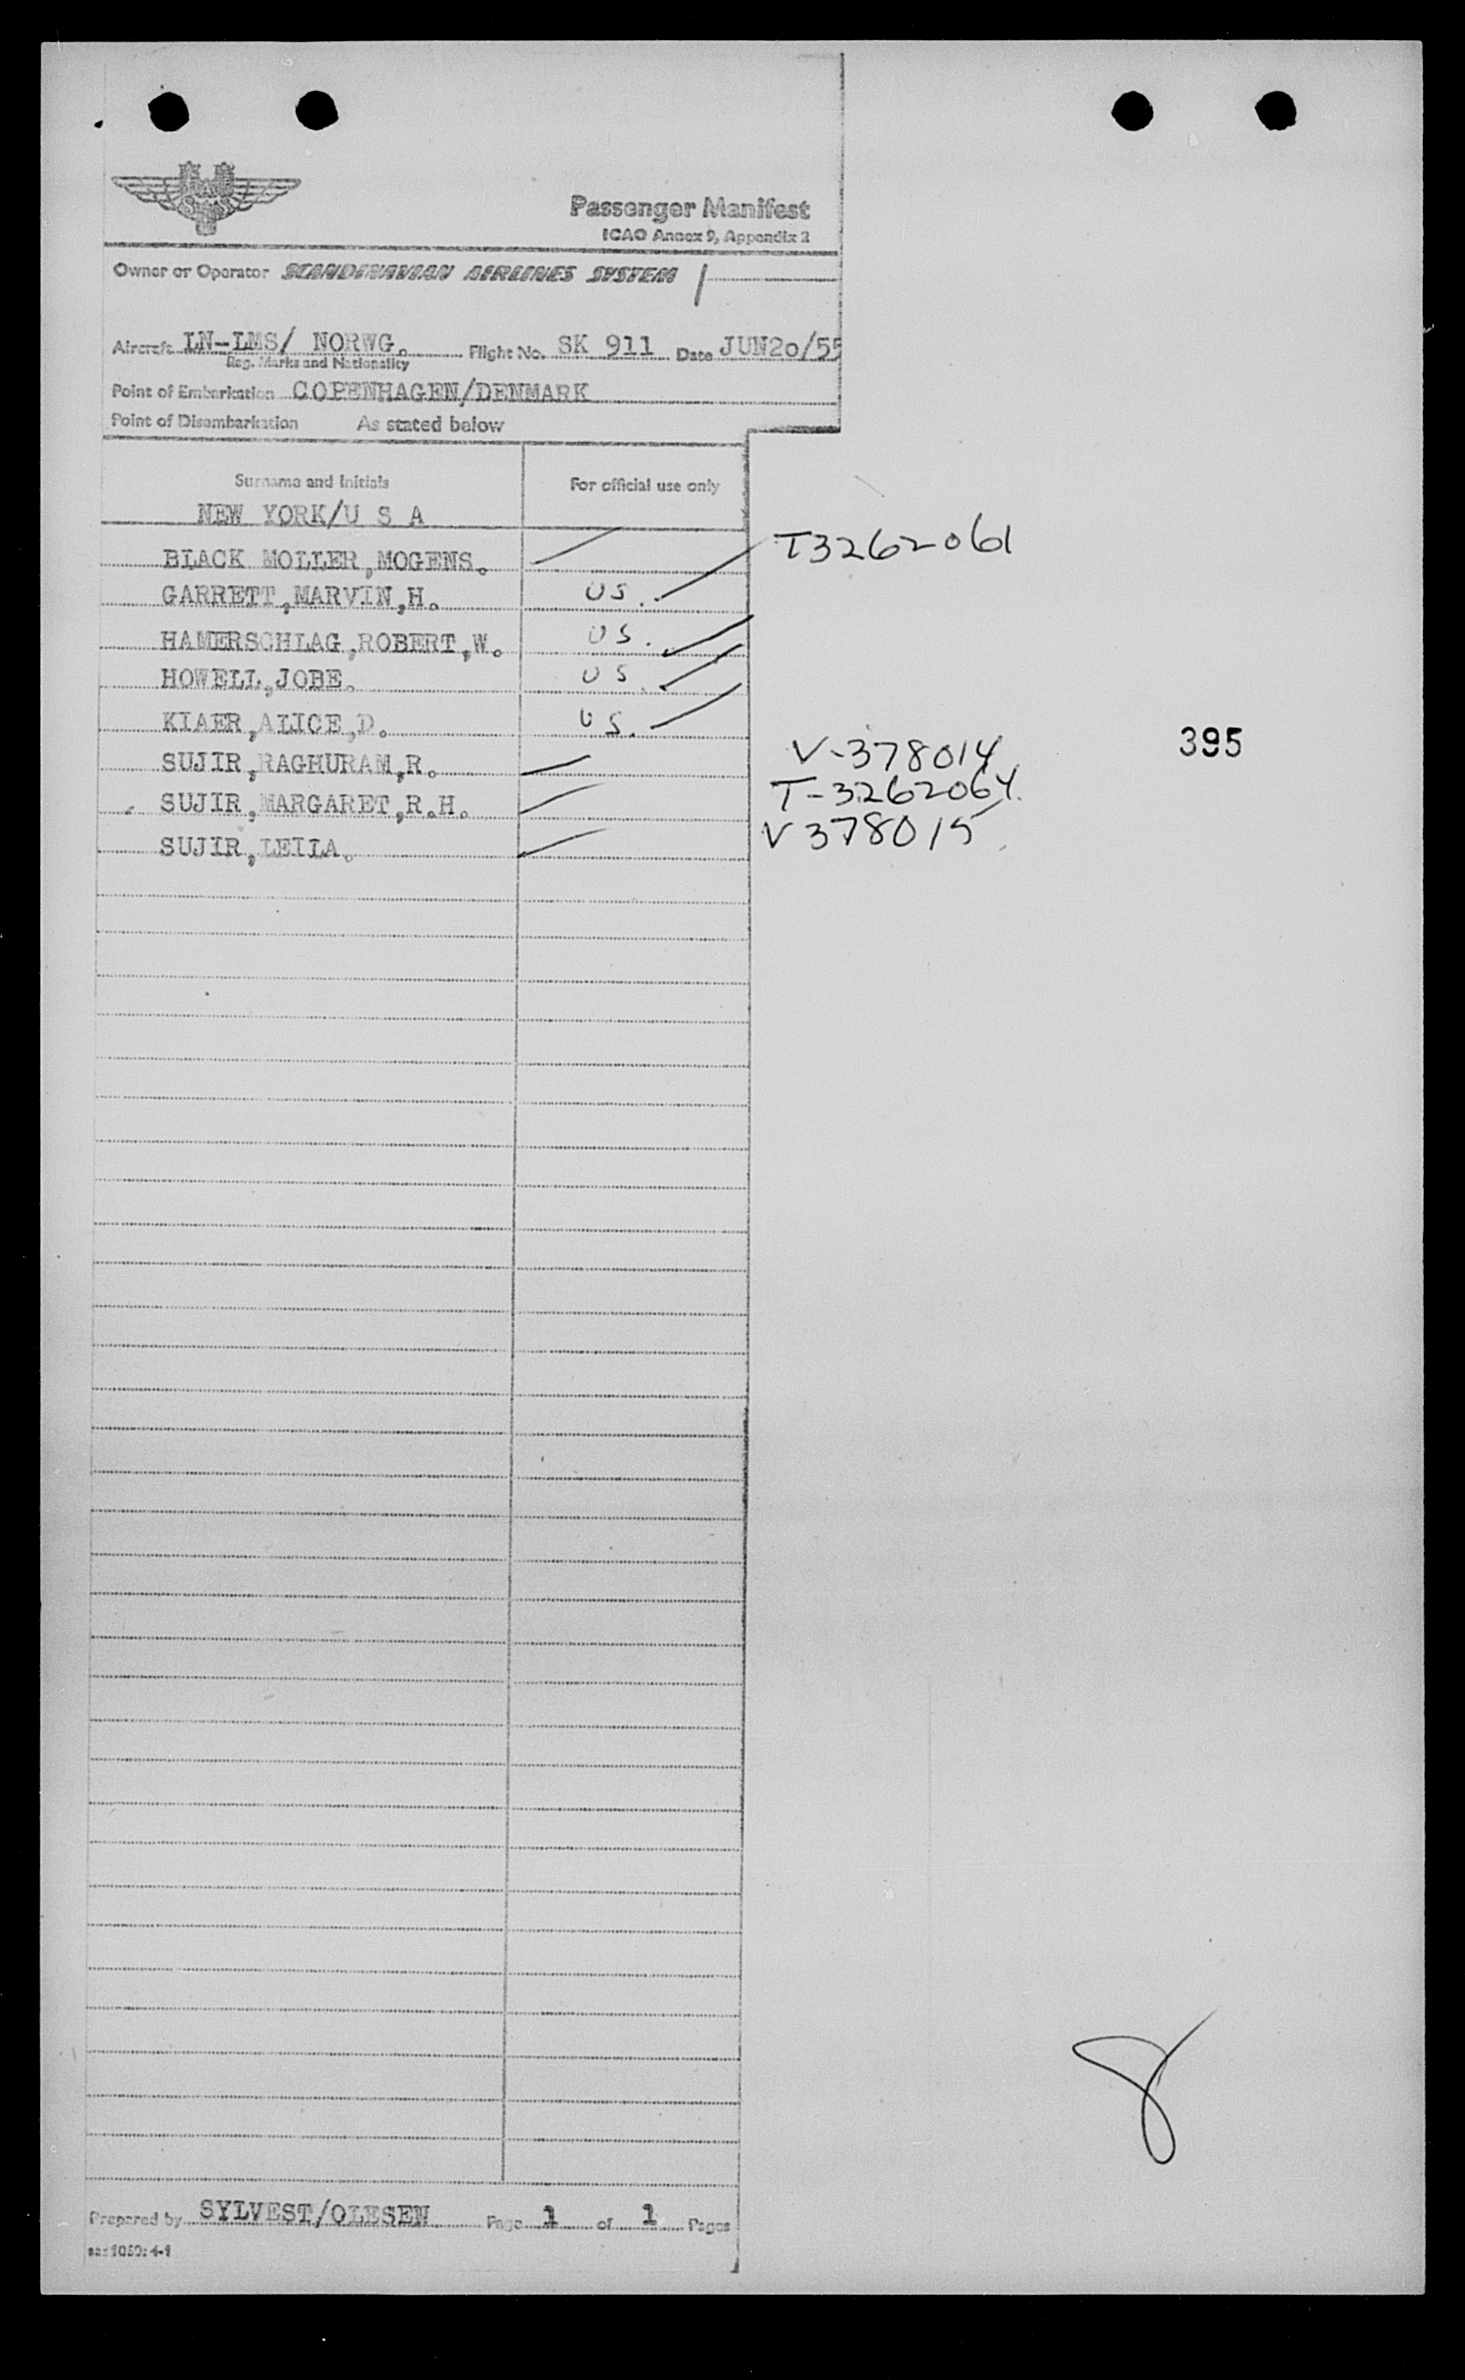 SAS
Passenger Manifest
ICAO Annex 9, Appendix 2
Owner or Operator SCANDINAVIAN AIRLINES SYSTEM
Aircraft LN-LMS/ NORWG. Flight No. SK 911 Date JUN20/55
Reg. Marks and Nationality
Point of Embarkation COPENHAGEN/DENMARK
Point of Disembarkation As stated below
Surname and Initials For official use only
NEW YORK/U S A
BLACK MOLLER,MOGENS. T3262061
GARRETT,MARVIN,H. US.
HAMERSCHLAG,ROBERT,W. US.
HOWELL,JOBE. US.
KIAER,ALICE,D. US.
SUJIR,RAGHURAM,R. V-378014 395
SUJIR,MARGARET,R.H. T-3262064
SUJIR,LEILA. V378015
8
Prepared by SYLVEST/OLESEN Page 1 of 1 Pages